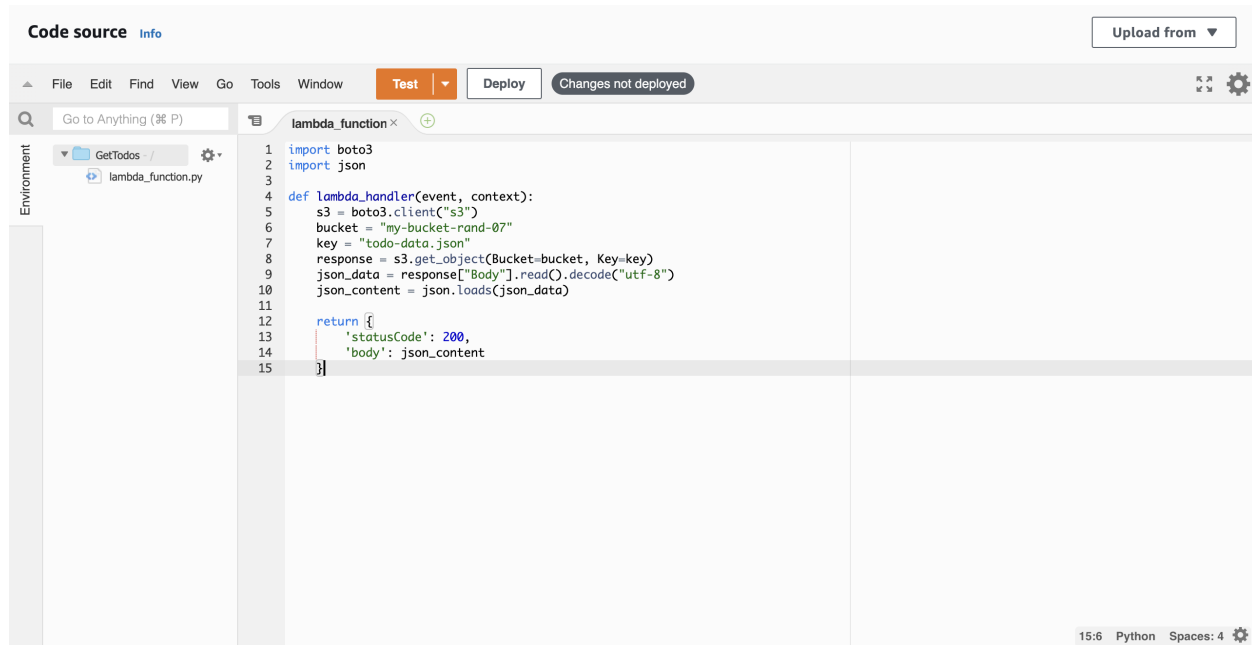 Code source Info
Upload from
File Edit Find View Go Tools Window Test Deploy Changes not deployed
Go to Anything (⌘ P)
lambda_function ×
Environment
GetTodos - /
lambda_function.py
1 import boto3
2 import json
3
4 def lambda_handler(event, context):
5     s3 = boto3.client("s3")
6     bucket = "my-bucket-rand-07"
7     key = "todo-data.json"
8     response = s3.get_object(Bucket=bucket, Key=key)
9     json_data = response["Body"].read().decode("utf-8")
10     json_content = json.loads(json_data)
11
12     return {
13         'statusCode': 200,
14         'body': json_content
15     }
15:6 Python Spaces: 4